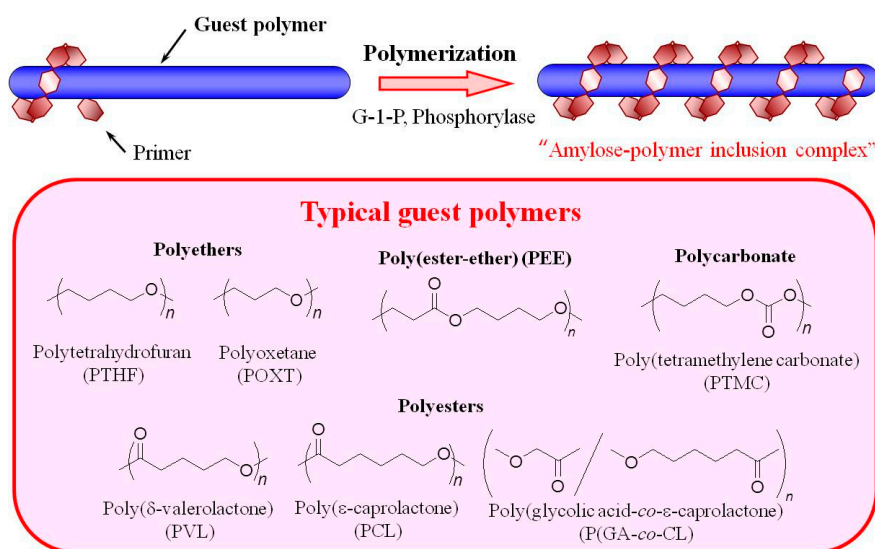 Guest polymer
Polymerization
G-1-P, Phosphorylase
Primer
"Amylose-polymer inclusion complex"
Typical guest polymers
Polyethers
Poly(ester-ether) (PEE)
Polycarbonate
O
n
O
n
O
O
O
n
O
O
O
n
Polytetrahydrofuran
(PTHF)
Polyoxetane
(POXT)
Poly(tetramethylene carbonate)
(PTMC)
Polyesters
O
O
n
O
O
n
O
O
O
O
n
Poly(δ-valerolactone)
(PVL)
Poly(ε-caprolactone)
(PCL)
Poly(glycolic acid-co-ε-caprolactone)
(P(GA-co-CL)